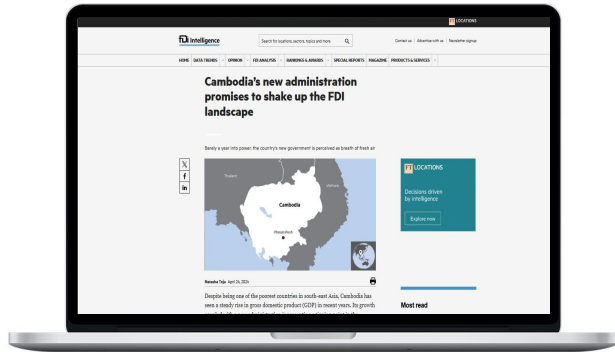 FT LOCATIONS
fDi Intelligence
Search for locations, sectors, topics and more
Contact us
Advertise with us
Newsletter signup
HOME
DATA TRENDS
OPINION
FDI ANALYSIS
RANKINGS & AWARDS
SPECIAL REPORTS
MAGAZINE
PRODUCTS & SERVICES
Cambodia's new administration
promises to shake up the FDI
landscape
Barely a year into power, the country's new government is perceived as breath of fresh air
X
f
in
Thailand
Vietnam
Cambodia
Phnom Penh
FT LOCATIONS
Decisions driven
by intelligence
Explore now
April 24, 2024
Despite being one of the poorest countries in south-east Asia, Cambodia has
seen a steady rise in gross domestic product (GDP) in recent years. Its growth
Most read